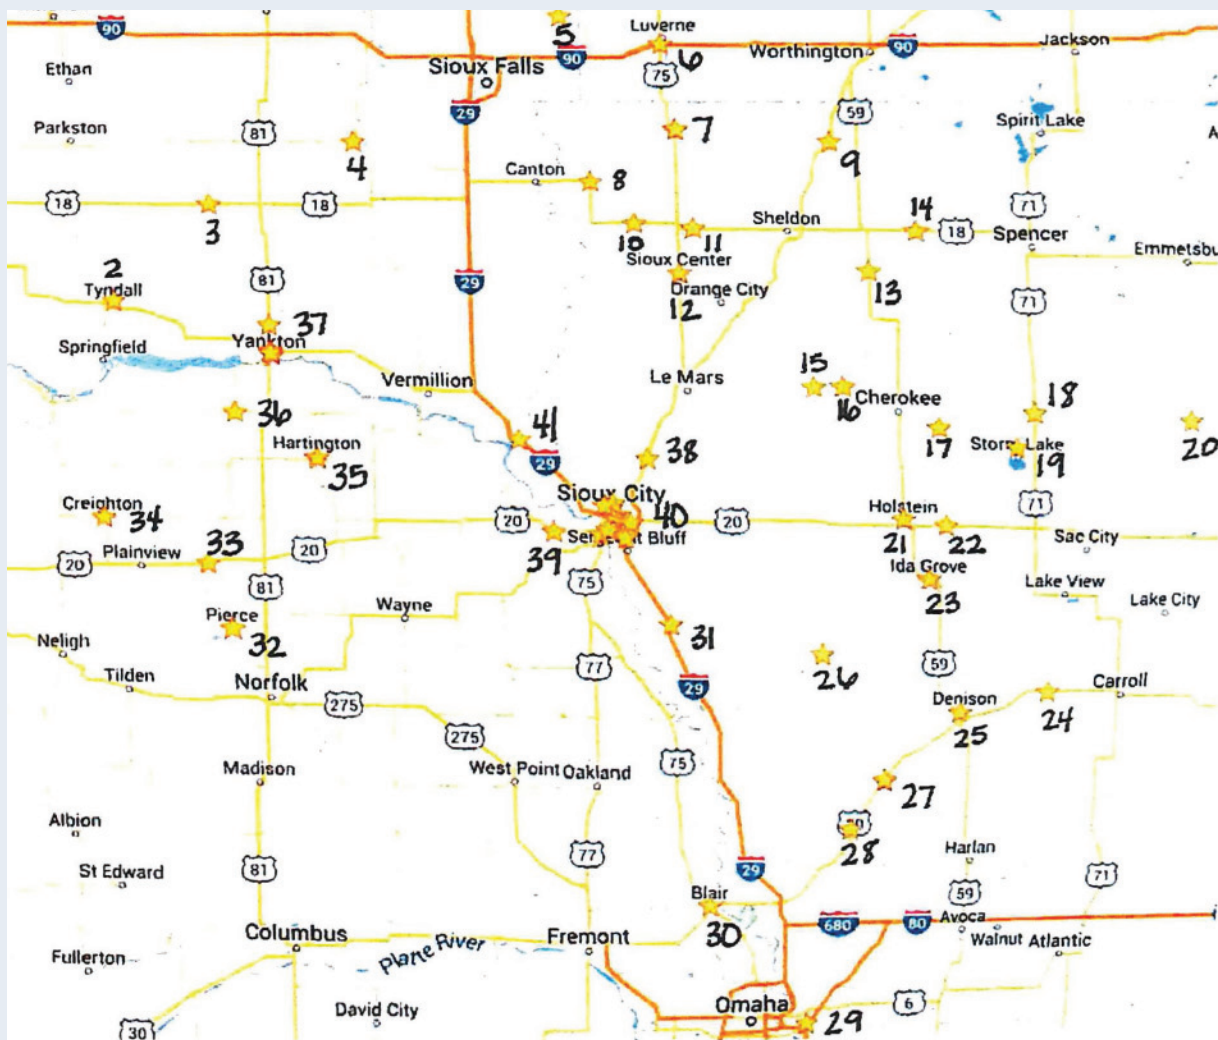 90
5
Luverne
6
90
75
Worthington
90
Jackson
Ethan
Sioux Falls
29
59
Spirit Lake
Parkston
81
4
7
9
A
Canton
8
18
3
18
10
11
Sheldon
14
18
71
Spencer
Sioux Center
Emmetsbu
2
Tyndall
81
29
12
Orange City
13
71
37
Yankton
Springfield
Vermillion
Le Mars
15
16
Cherokee
18
36
41
Hartington
35
29
38
17
Storm Lake
19
20
Creighton
34
Sioux City
40
Holstein
71
20
39
Sergeant Bluff
20
21
22
Sac City
33
20
Plainview
20
75
Ida Grove
23
Lake View
Lake City
81
Wayne
Pierce
32
31
Neligh
77
26
59
Tilden
Norfolk
275
29
Denison
25
24
Carroll
275
75
Madison
West Point
Oakland
27
Albion
28
St Edward
81
77
29
Harlan
71
Blair
59
30
680
80
Avoca
Columbus
Fremont
Walnut
Atlantic
Fullerton
Platte River
David City
Omaha
6
29
30